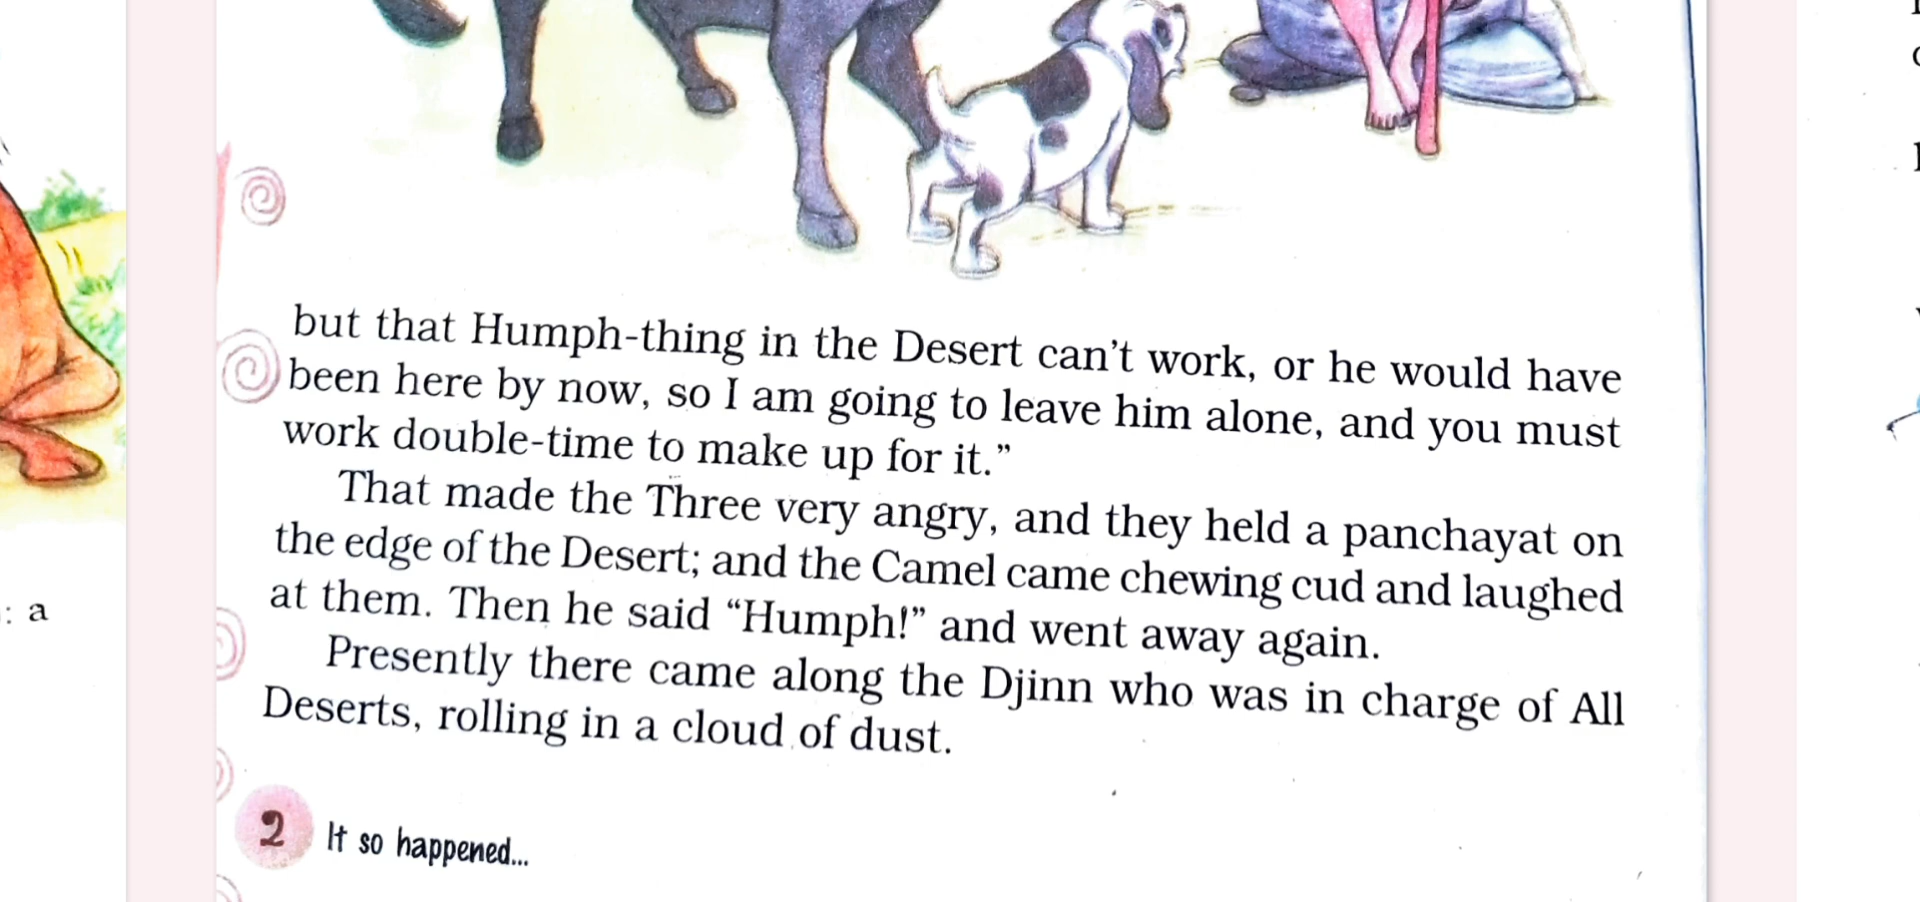 but that Humph-thing in the Desert can't work, or he would have
been here by now, so I am going to leave him alone, and you must
work double-time to make up for it.”
That made the Three very angry, and they held a panchayat on
the edge of the Desert; and the Camel came chewing cud and laughed
at them. Then he said “Humph!” and went away again.
Presently there came along the Djinn who was in charge of All
Deserts, rolling in a cloud of dust.
2 It so happened...
: a